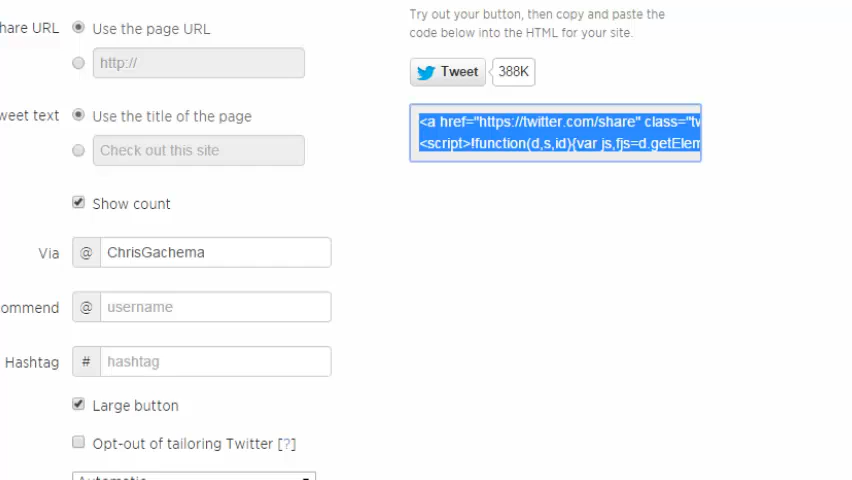 hare URL
Use the page URL
http://
weet text
Use the title of the page
Check out this site
Show count
Via
@
ChrisGachema
ommend
@
username
Hashtag
#
hashtag
Large button
Opt-out of tailoring Twitter [?]
Automatic
Try out your button, then copy and paste the
code below into the HTML for your site.
Tweet
388K
<a href="https://twitter.com/share" class="tw
<script>!function(d,s,id){var js,fjs=d.getElem